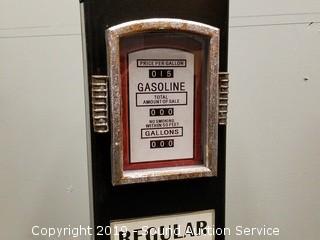 PRICE PER GALLON
015
GASOLINE
TOTAL
AMOUNT OF SALE
000
NO SMOKING
WITHIN 50 FEET
GALLONS
000
REGULAR
Copyright 2019 - Sound Auction Service